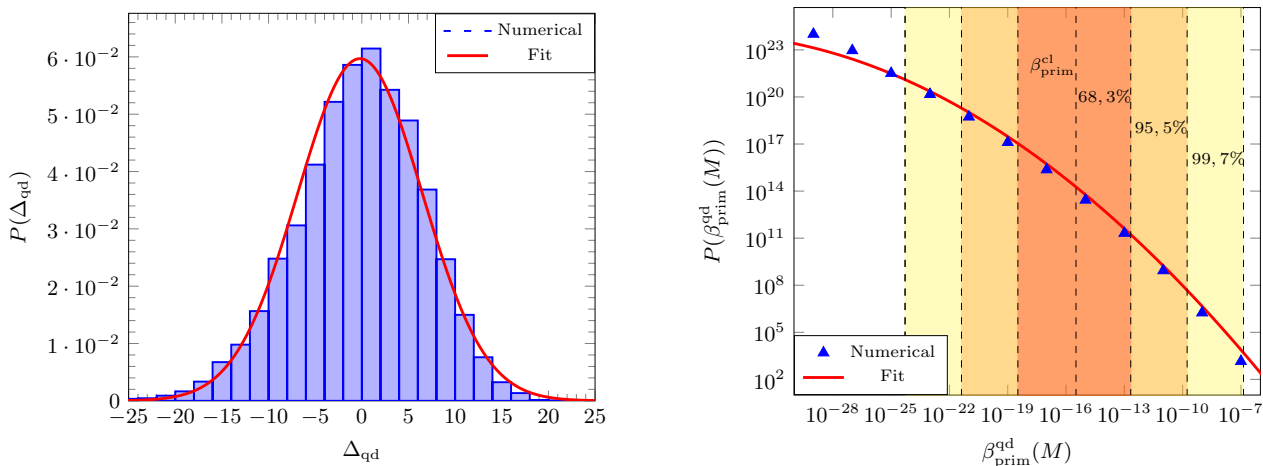 Numerical
Fit
6 · 10⁻²
5 · 10⁻²
4 · 10⁻²
3 · 10⁻²
2 · 10⁻²
1 · 10⁻²
0
P(Δ_qd)
−25 −20 −15 −10 −5 0 5 10 15 20 25
Δ_qd
10²³
10²⁰
10¹⁷
10¹⁴
10¹¹
10⁸
10⁵
10²
P(β^qd_prim(M))
β^cl_prim
68, 3%
95, 5%
99, 7%
Numerical
Fit
10⁻²⁸ 10⁻²⁵ 10⁻²² 10⁻¹⁹ 10⁻¹⁶ 10⁻¹³ 10⁻¹⁰ 10⁻⁷
β^qd_prim(M)